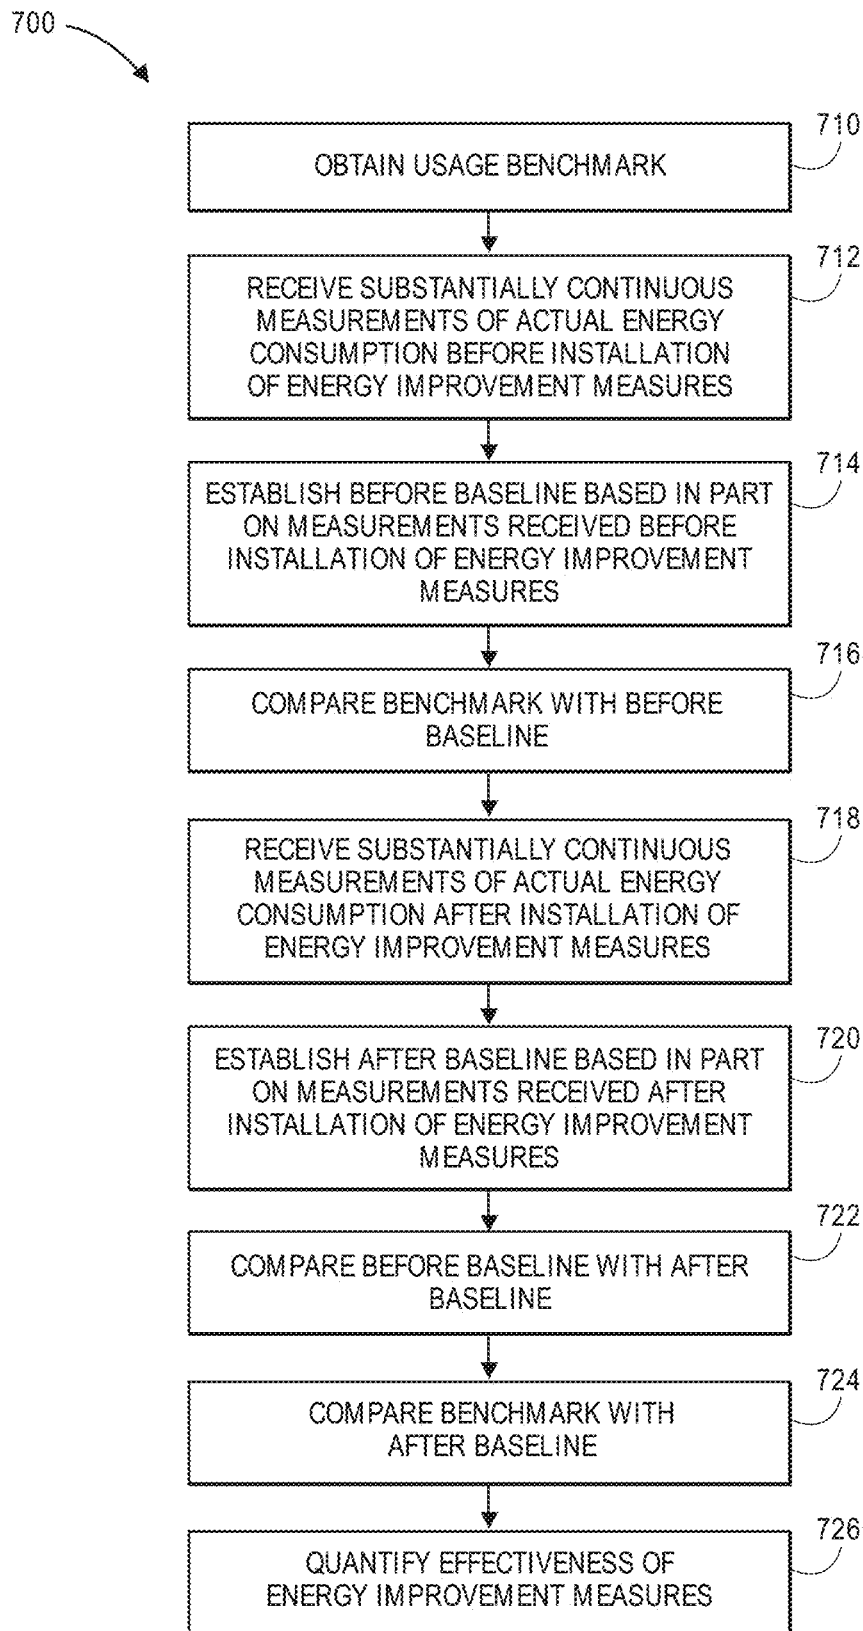 700
710
OBTAIN USAGE BENCHMARK
712
RECEIVE SUBSTANTIALLY CONTINUOUS
MEASUREMENTS OF ACTUAL ENERGY
CONSUMPTION BEFORE INSTALLATION
OF ENERGY IMPROVEMENT MEASURES
714
ESTABLISH BEFORE BASELINE BASED IN PART
ON MEASUREMENTS RECEIVED BEFORE
INSTALLATION OF ENERGY IMPROVEMENT
MEASURES
716
COMPARE BENCHMARK WITH BEFORE
BASELINE
718
RECEIVE SUBSTANTIALLY CONTINUOUS
MEASUREMENTS OF ACTUAL ENERGY
CONSUMPTION AFTER INSTALLATION OF
ENERGY IMPROVEMENT MEASURES
720
ESTABLISH AFTER BASELINE BASED IN PART
ON MEASUREMENTS RECEIVED AFTER
INSTALLATION OF ENERGY IMPROVEMENT
MEASURES
722
COMPARE BEFORE BASELINE WITH AFTER
BASELINE
724
COMPARE BENCHMARK WITH
AFTER BASELINE
726
QUANTIFY EFFECTIVENESS OF
ENERGY IMPROVEMENT MEASURES